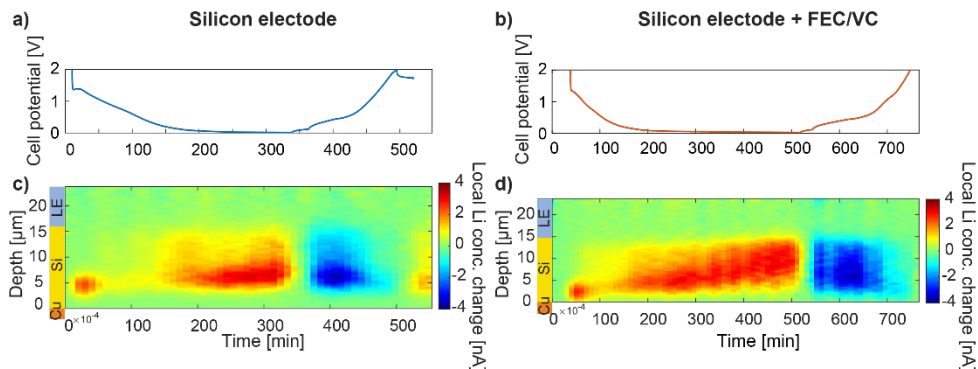 a) Silicon electode
b) Silicon electode + FEC/VC
Cell potential [V]
2
1
0
0 100 200 300 400 500
Cell potential [V]
2
1
0
0 100 200 300 400 500 600 700
c)
Depth [µm]
20
15
10
5
0
LE
Si
Cu
0 100 200 300 400 500
×10⁻⁴
Time [min]
4
2
0
-2
-4
Local Li conc. change [nA
d)
Depth [µm]
20
15
10
5
0
LE
Si
Cu
0 100 200 300 400 500 600 700
×10⁻⁴
Time [min]
4
2
0
-2
-4
Local Li conc. change [nA